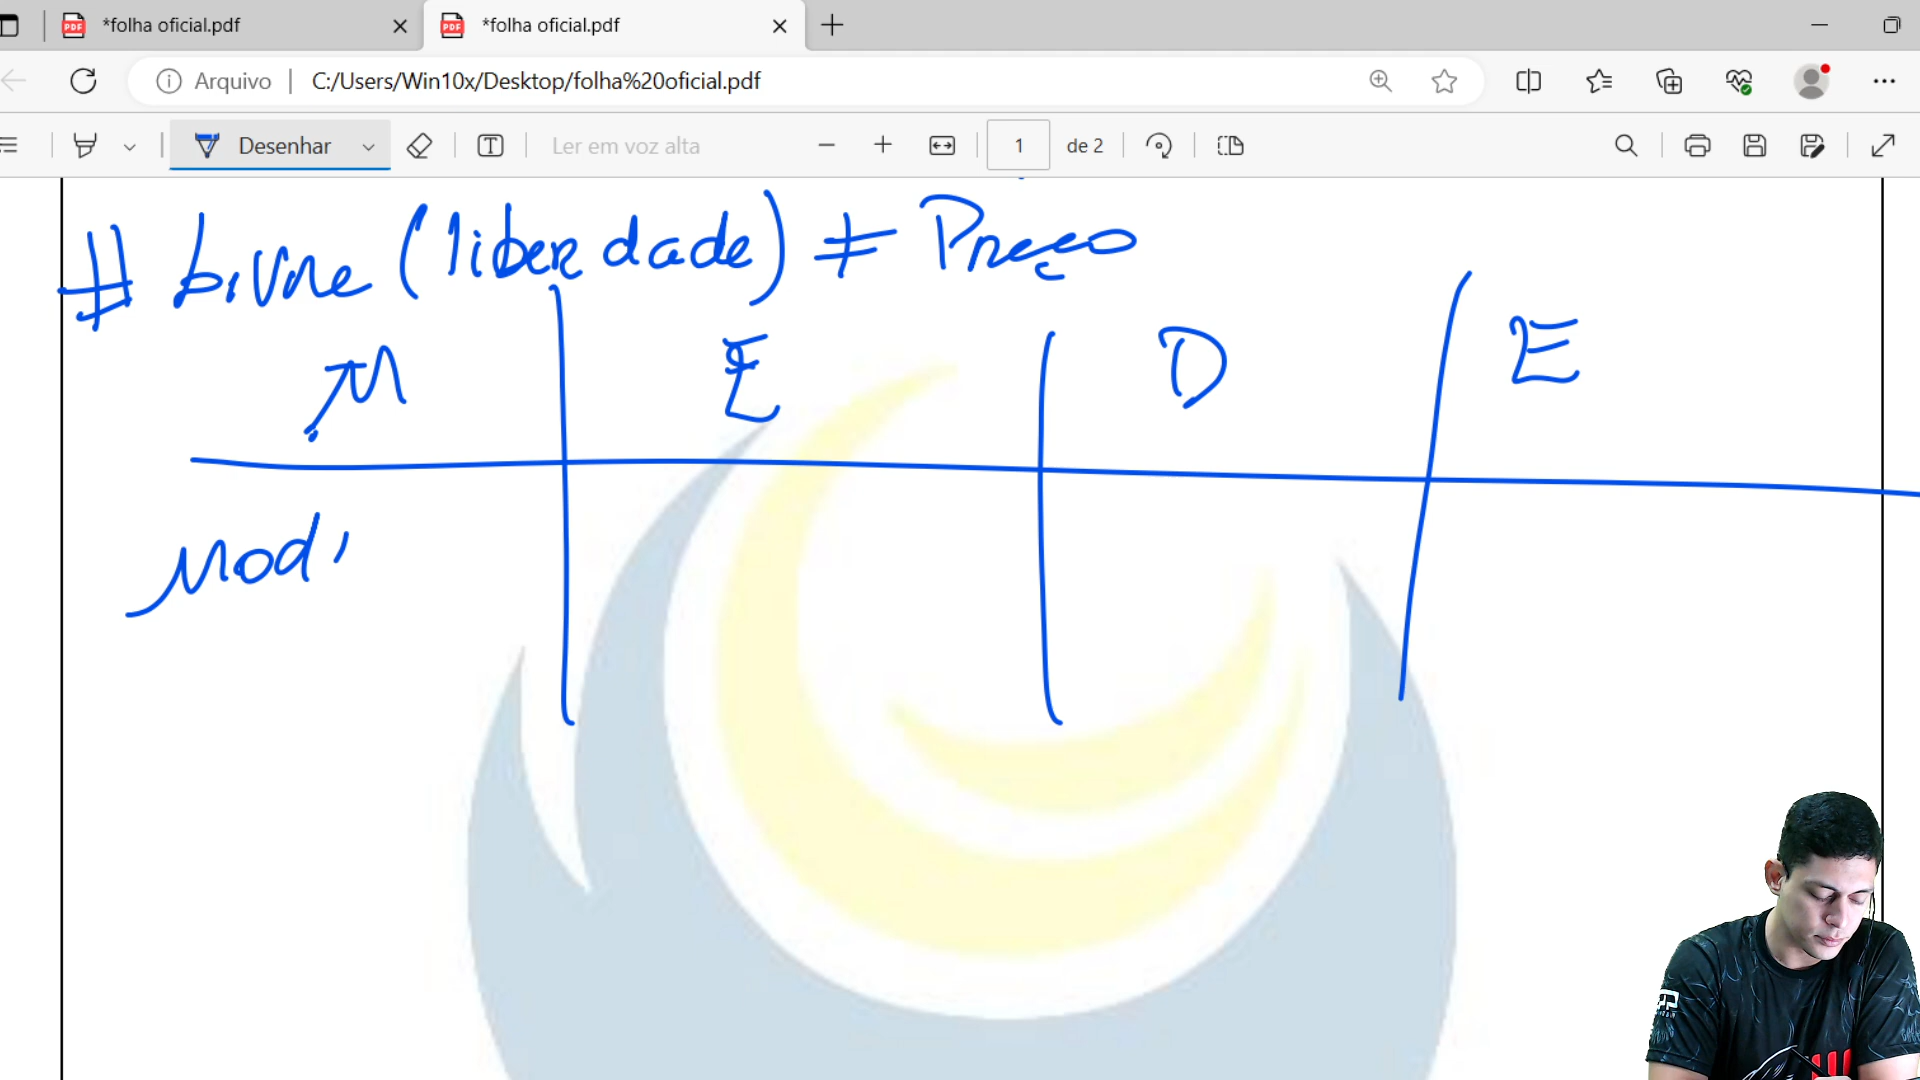 *folha oficial.pdf *folha oficial.pdf
Arquivo C:/Users/Win10x/Desktop/folha%20oficial.pdf
Desenhar Ler em voz alta 1 de 2
# Livre (liberdade) ≠ Preço
M E D E
Modi